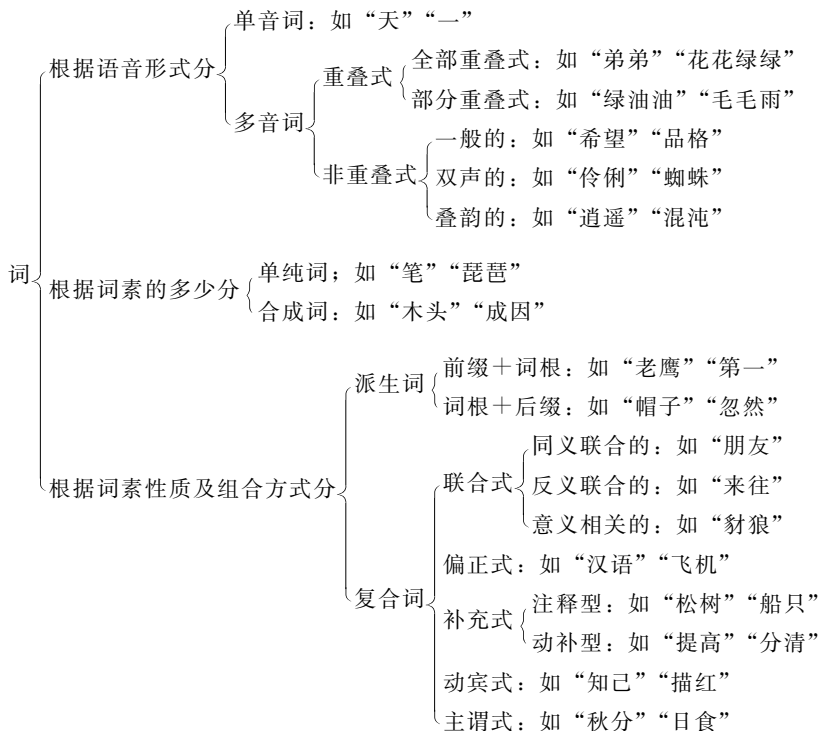 单音词：如“天”“一”
根据语音形式分
全部重叠式：如“弟弟”“花花绿绿”
重叠式
部分重叠式：如“绿油油”“毛毛雨”
多音词
一般的：如“希望”“品格”
非重叠式
双声的：如“伶俐”“蜘蛛”
叠韵的：如“逍遥”“混沌”
词
单纯词；如“笔”“琵琶”
根据词素的多少分
合成词：如“木头”“成因”
前缀＋词根：如“老鹰”“第一”
派生词
词根＋后缀：如“帽子”“忽然”
根据词素性质及组合方式分
同义联合的：如“朋友”
联合式
反义联合的：如“来往”
意义相关的：如“豺狼”
偏正式：如“汉语”“飞机”
复合词
注释型：如“松树”“船只”
补充式
动补型：如“提高”“分清”
动宾式：如“知己”“描红”
主谓式：如“秋分”“日食”